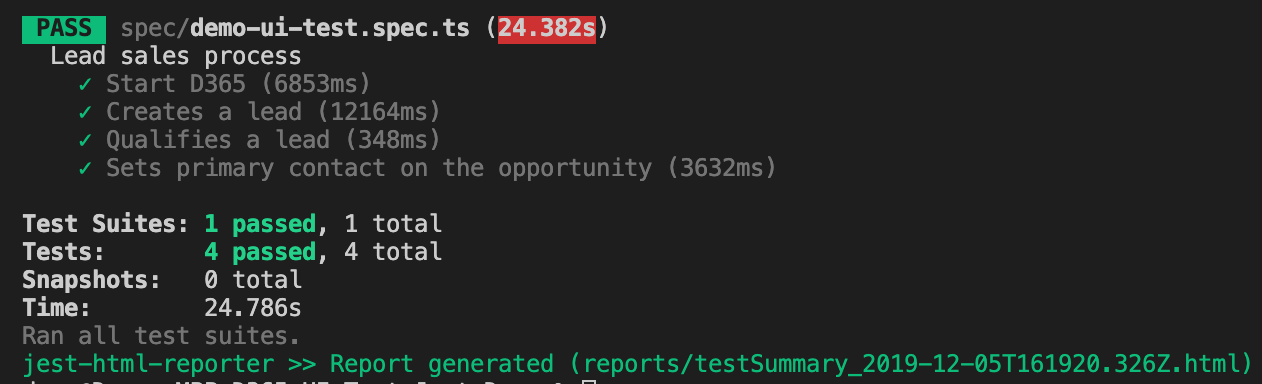 PASS spec/demo-ui-test.spec.ts (24.382s)
Lead sales process
✓ Start D365 (6853ms)
✓ Creates a lead (12164ms)
✓ Qualifies a lead (348ms)
✓ Sets primary contact on the opportunity (3632ms)
Test Suites: 1 passed, 1 total
Tests: 4 passed, 4 total
Snapshots: 0 total
Time: 24.786s
Ran all test suites.
jest-html-reporter >> Report generated (reports/testSummary_2019-12-05T161920.326Z.html)